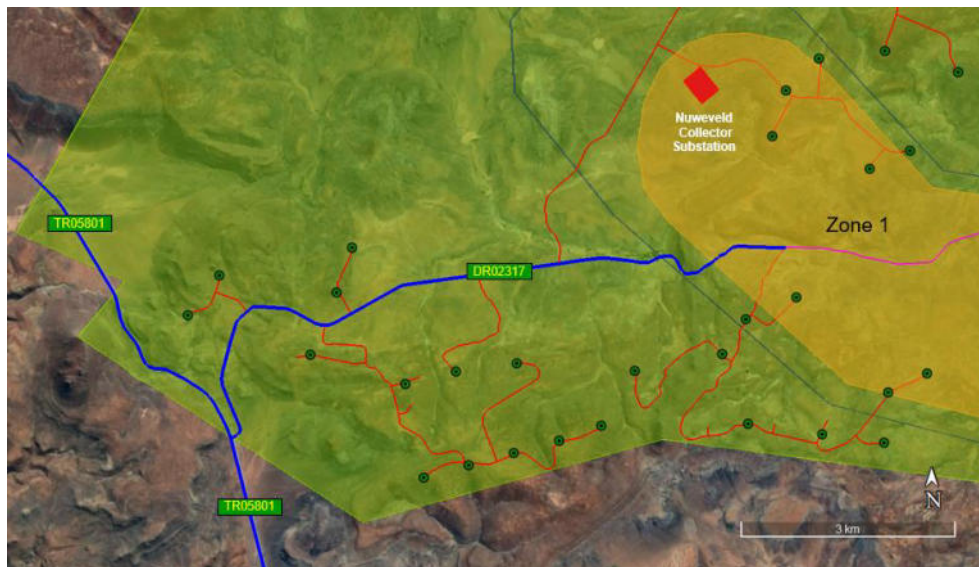 Nuweveld
Collector
Substation
TR05801
Zone 1
DR02317
TR05801
N
3 km